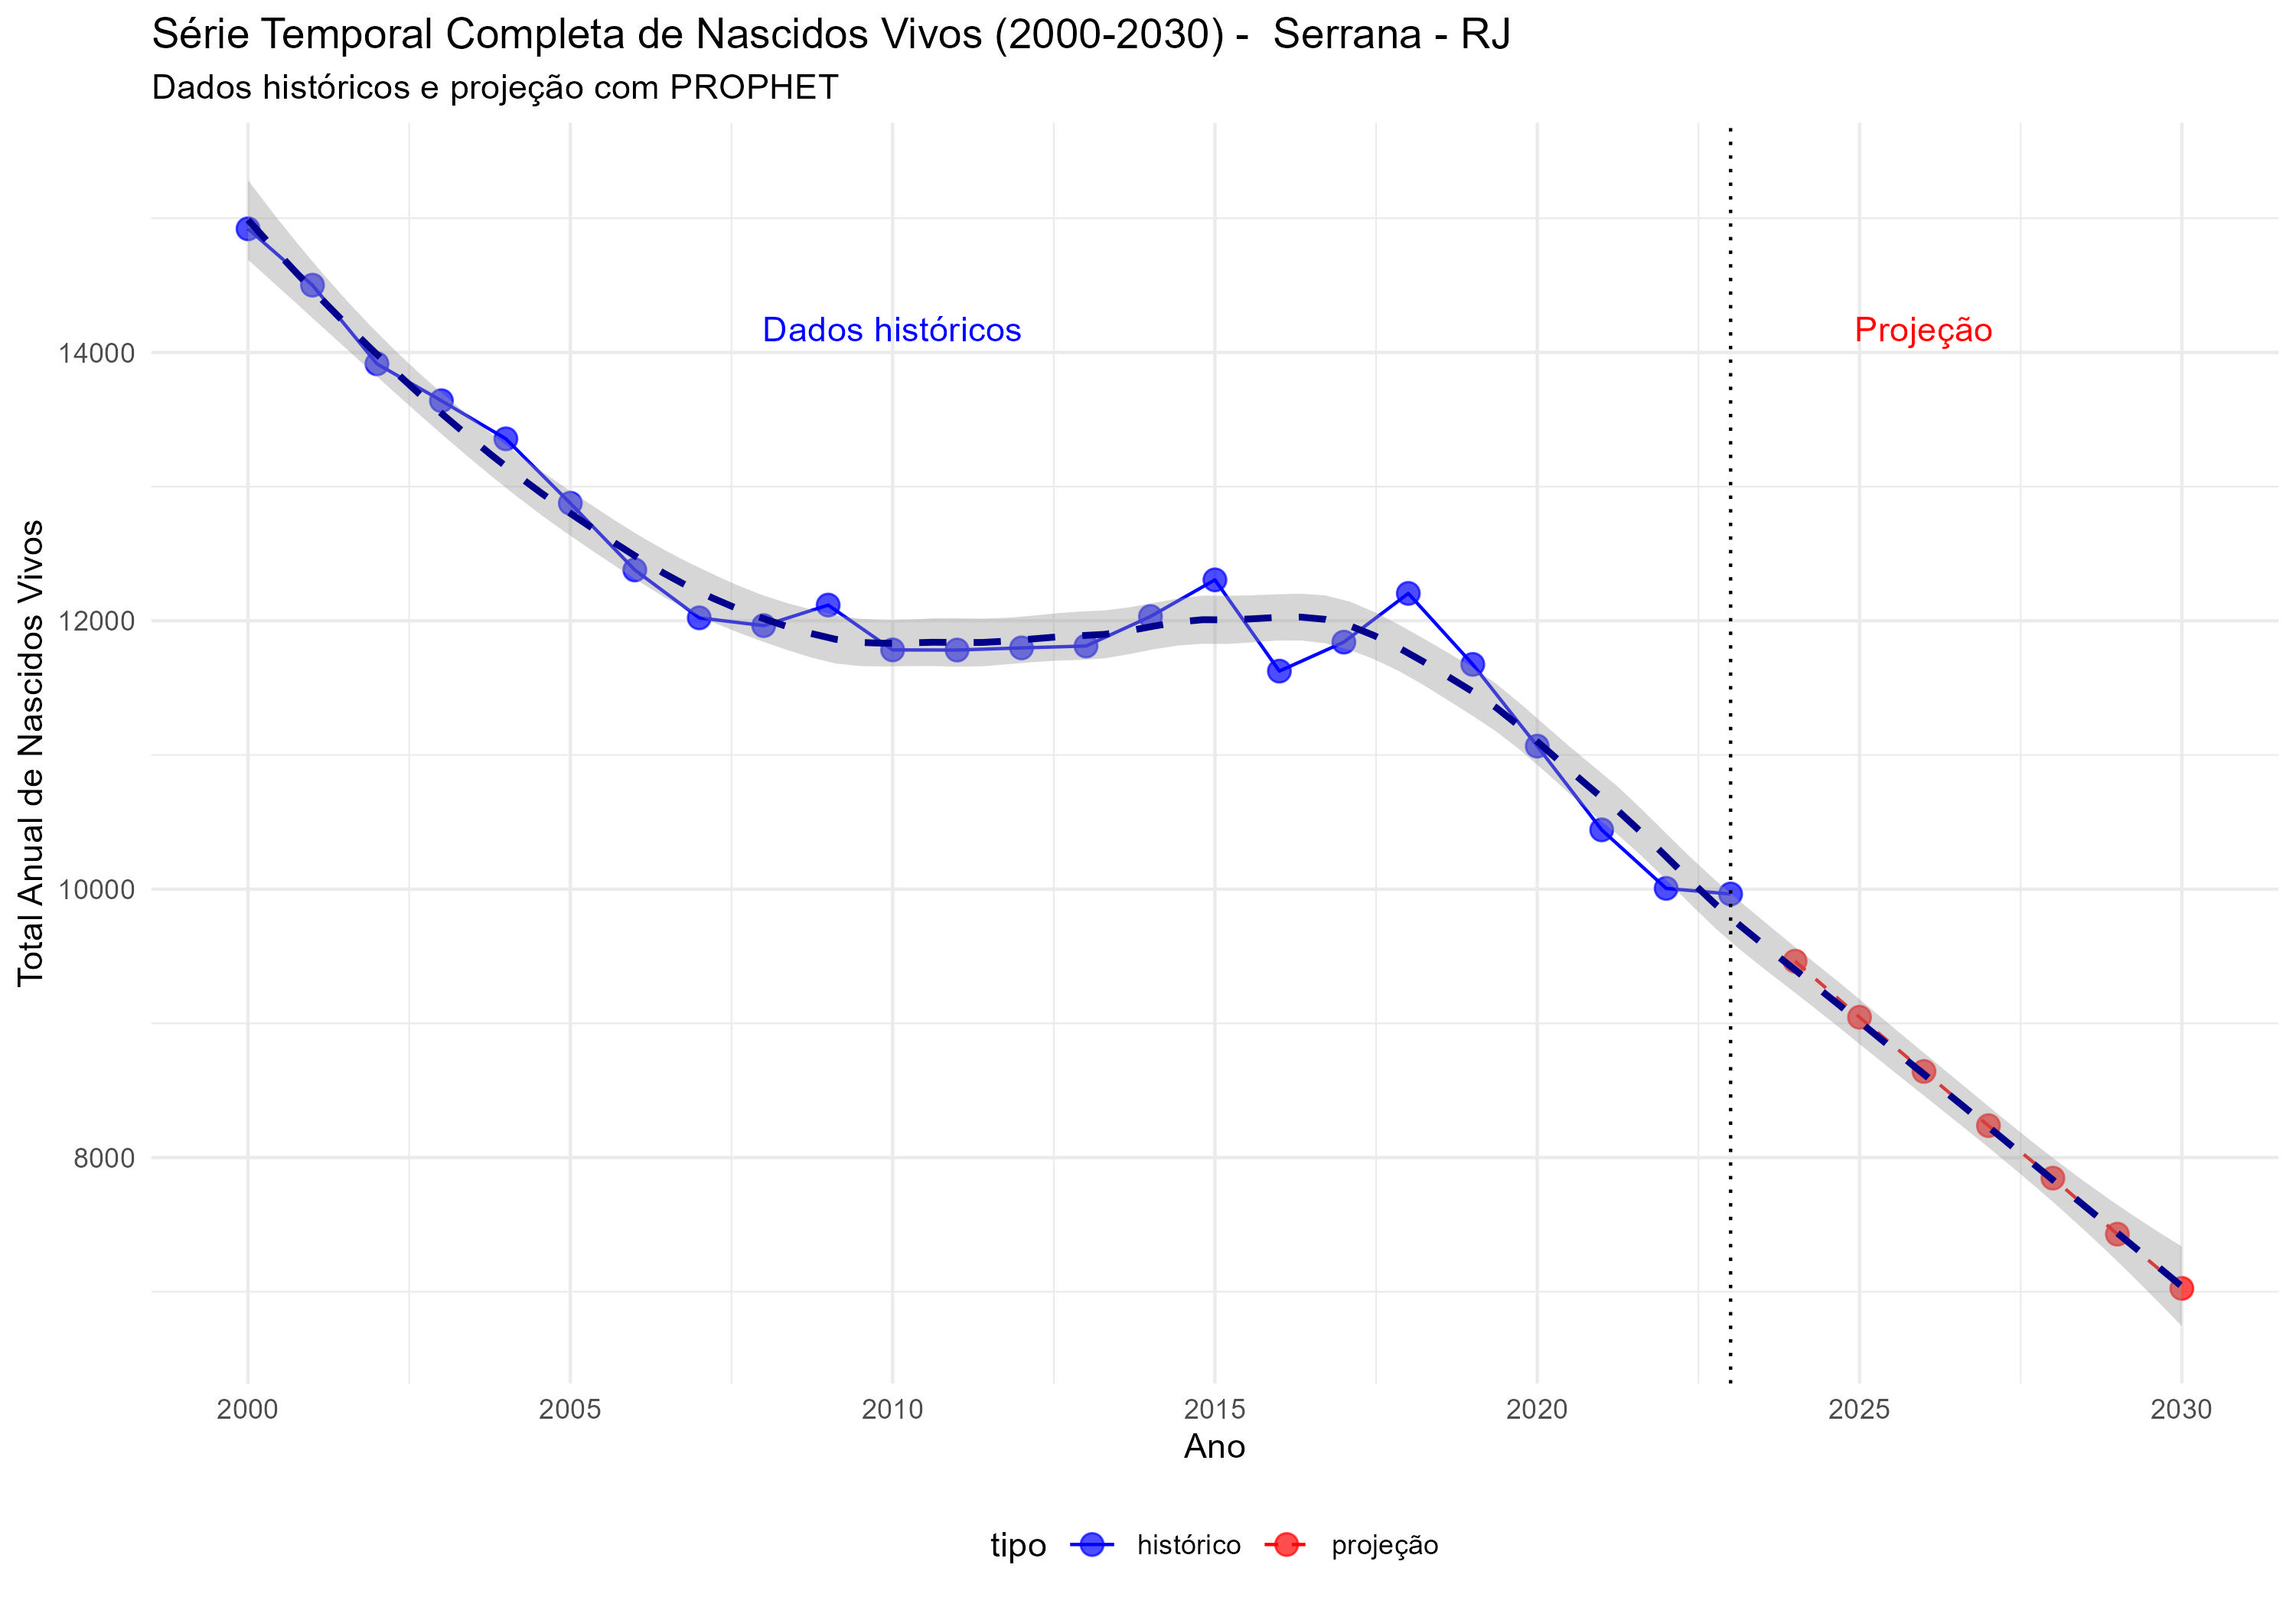 Série Temporal Completa de Nascidos Vivos (2000-2030) -  Serrana - RJ
Dados históricos e projeção com PROPHET
Total Anual de Nascidos Vivos
14000
12000
10000
8000
Dados históricos
Projeção
2000 2005 2010 2015 2020 2025 2030
Ano
tipo histórico projeção